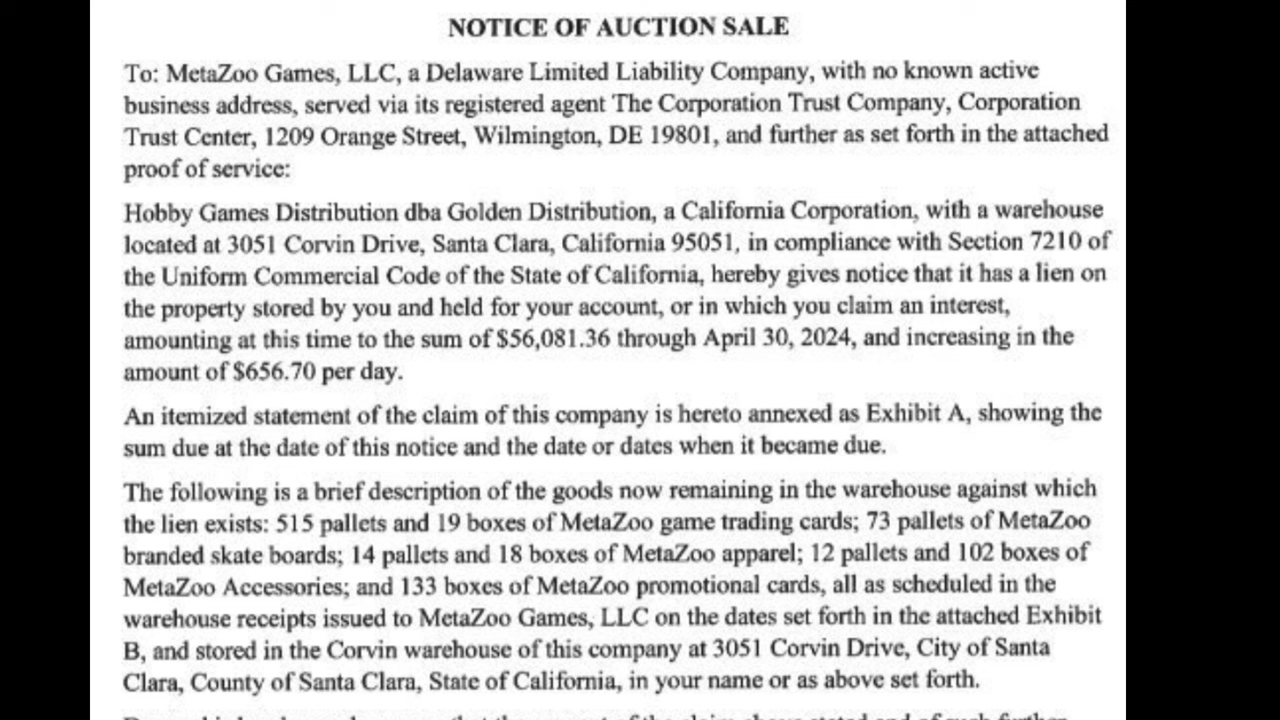 NOTICE OF AUCTION SALE
To: MetaZoo Games, LLC, a Delaware Limited Liability Company, with no known active
business address, served via its registered agent The Corporation Trust Company, Corporation
Trust Center, 1209 Orange Street, Wilmington, DE 19801, and further as set forth in the attached
proof of service:
Hobby Games Distribution dba Golden Distribution, a California Corporation, with a warehouse
located at 3051 Corvin Drive, Santa Clara, California 95051, in compliance with Section 7210 of
the Uniform Commercial Code of the State of California, hereby gives notice that it has a lien on
the property stored by you and held for your account, or in which you claim an interest,
amounting at this time to the sum of $56,081.36 through April 30, 2024, and increasing in the
amount of $656.70 per day.
An itemized statement of the claim of this company is hereto annexed as Exhibit A, showing the
sum due at the date of this notice and the date or dates when it became due.
The following is a brief description of the goods now remaining in the warehouse against which
the lien exists: 515 pallets and 19 boxes of MetaZoo game trading cards; 73 pallets of MetaZoo
branded skate boards; 14 pallets and 18 boxes of MetaZoo apparel; 12 pallets and 102 boxes of
MetaZoo Accessories; and 133 boxes of MetaZoo promotional cards, all as scheduled in the
warehouse receipts issued to MetaZoo Games, LLC on the dates set forth in the attached Exhibit
B, and stored in the Corvin warehouse of this company at 3051 Corvin Drive, City of Santa
Clara, County of Santa Clara, State of California, in your name or as above set forth.